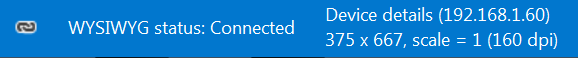 WYSIWYG status: Connected
Device details (192.168.1.60)
375 x 667, scale = 1 (160 dpi)